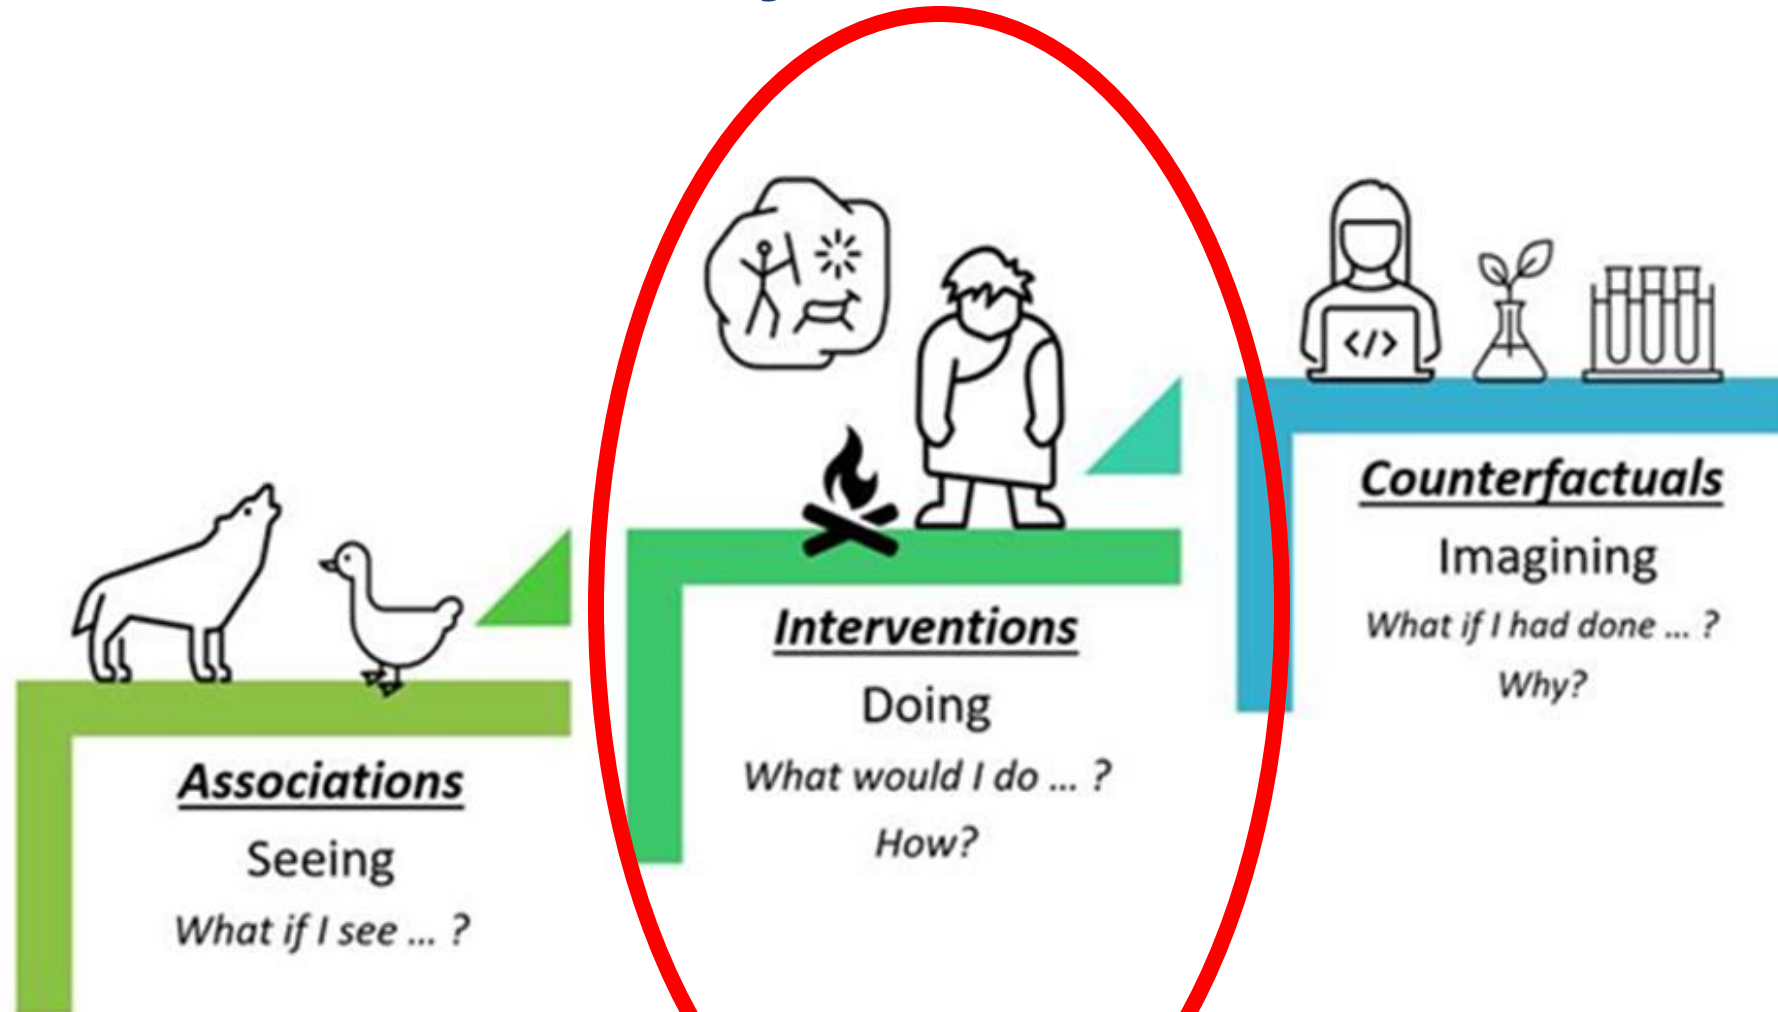 Associations
Seeing
What if I see ... ?
Interventions
Doing
What would I do ... ?
How?
</>
Counterfactuals
Imagining
What if I had done ... ?
Why?